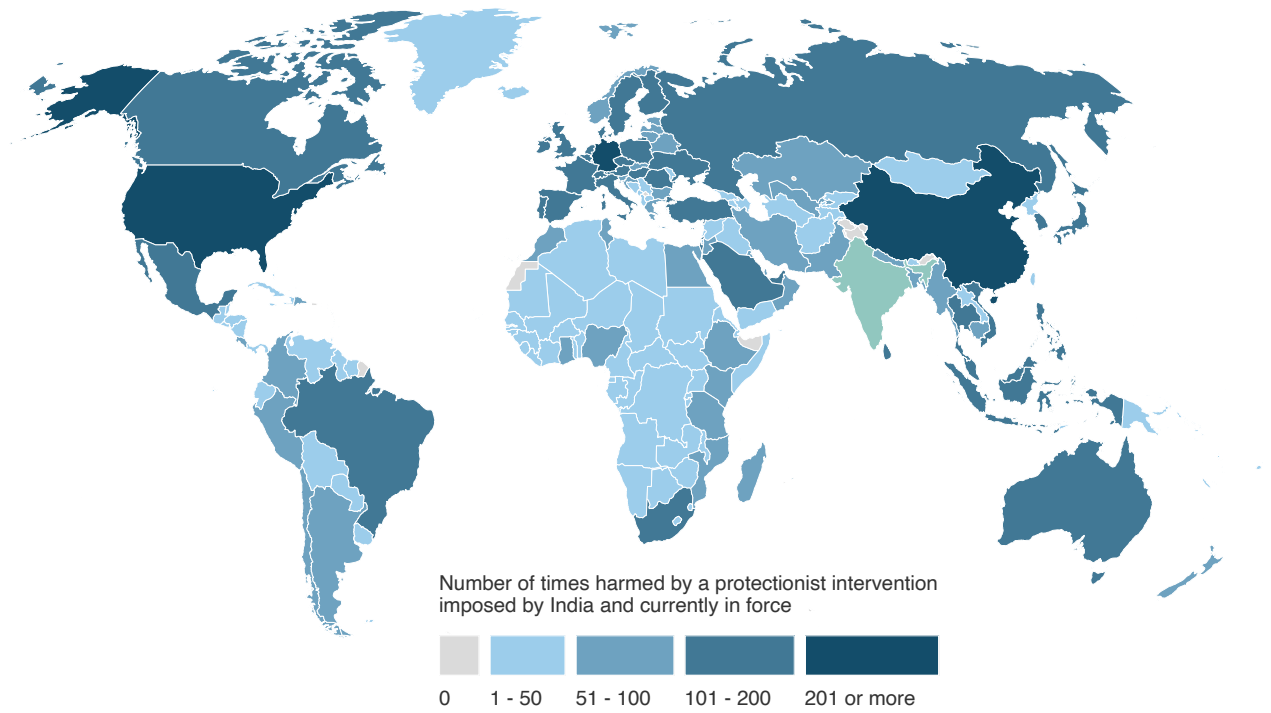 Number of times harmed by a protectionist intervention
imposed by India and currently in force
0 1 - 50 51 - 100 101 - 200 201 or more